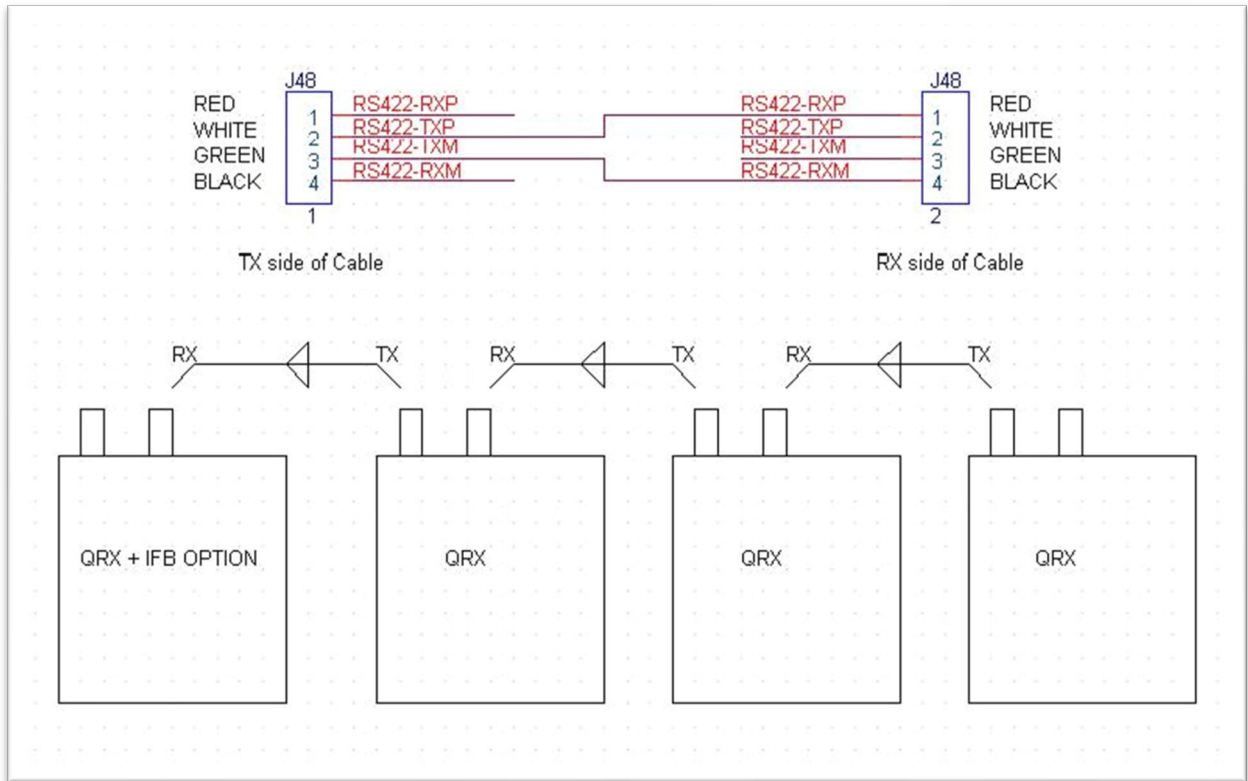 J48 J48
RED 1 RS422-RXP RS422-RXP 1 RED
WHITE 2 RS422-TXP RS422-TXP 2 WHITE
GREEN 3 RS422-TXM RS422-TXM 3 GREEN
BLACK 4 RS422-RXM RS422-RXM 4 BLACK
1 2
TX side of Cable RX side of Cable
RX TX RX TX RX TX
QRX + IFB OPTION QRX QRX QRX